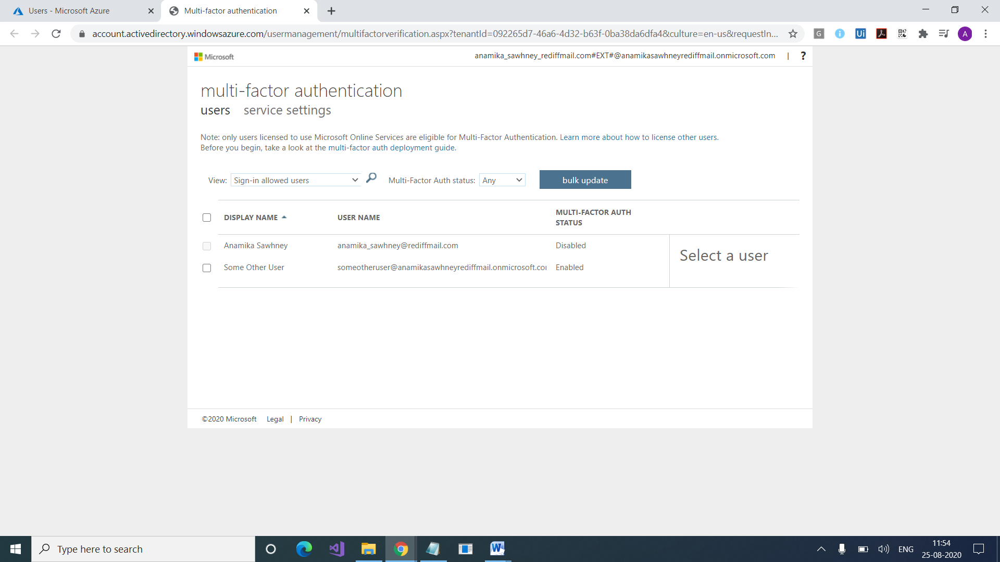 Users - Microsoft Azure
Multi-factor authentication
account.activedirectory.windowsazure.com/usermanagement/multifactorverification.aspx?tenantId=092265d7-46a6-4d32-b63f-0ba38da6dfa4&culture=en-us&requestIn...
G
Ui
A
Microsoft
anamika_sawhney_rediffmail.com#EXT#@anamikasawhneyrediffmail.onmicrosoft.com | ?
multi-factor authentication
users service settings
Note: only users licensed to use Microsoft Online Services are eligible for Multi-Factor Authentication. Learn more about how to license other users.
Before you begin, take a look at the multi-factor auth deployment guide.
View: Sign-in allowed users Multi-Factor Auth status: Any bulk update
DISPLAY NAME USER NAME MULTI-FACTOR AUTH
STATUS
Anamika Sawhney anamika_sawhney@rediffmail.com Disabled
Select a user
Some Other User someotheruser@anamikasawhneyrediffmail.onmicrosoft.co Enabled
©2020 Microsoft Legal | Privacy
Type here to search
W
ENG
11:54
25-08-2020